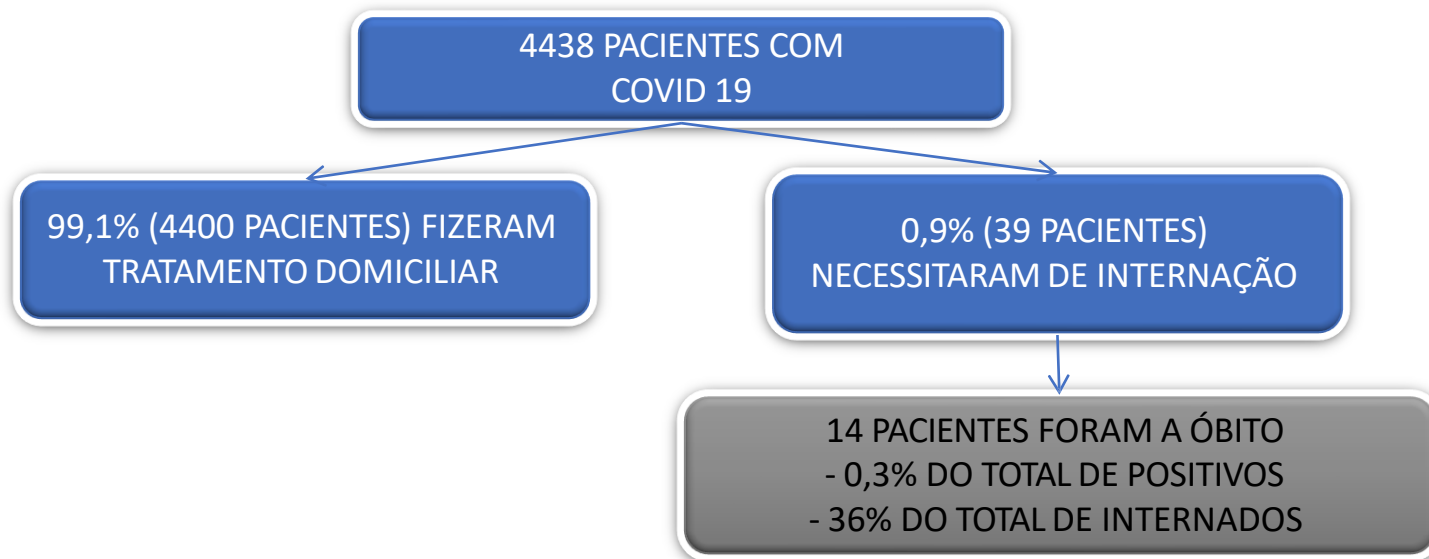 4438 PACIENTES COM
COVID 19
99,1% (4400 PACIENTES) FIZERAM
TRATAMENTO DOMICILIAR
0,9% (39 PACIENTES)
NECESSITARAM DE INTERNAÇÃO
14 PACIENTES FORAM A ÓBITO
- 0,3% DO TOTAL DE POSITIVOS
- 36% DO TOTAL DE INTERNADOS